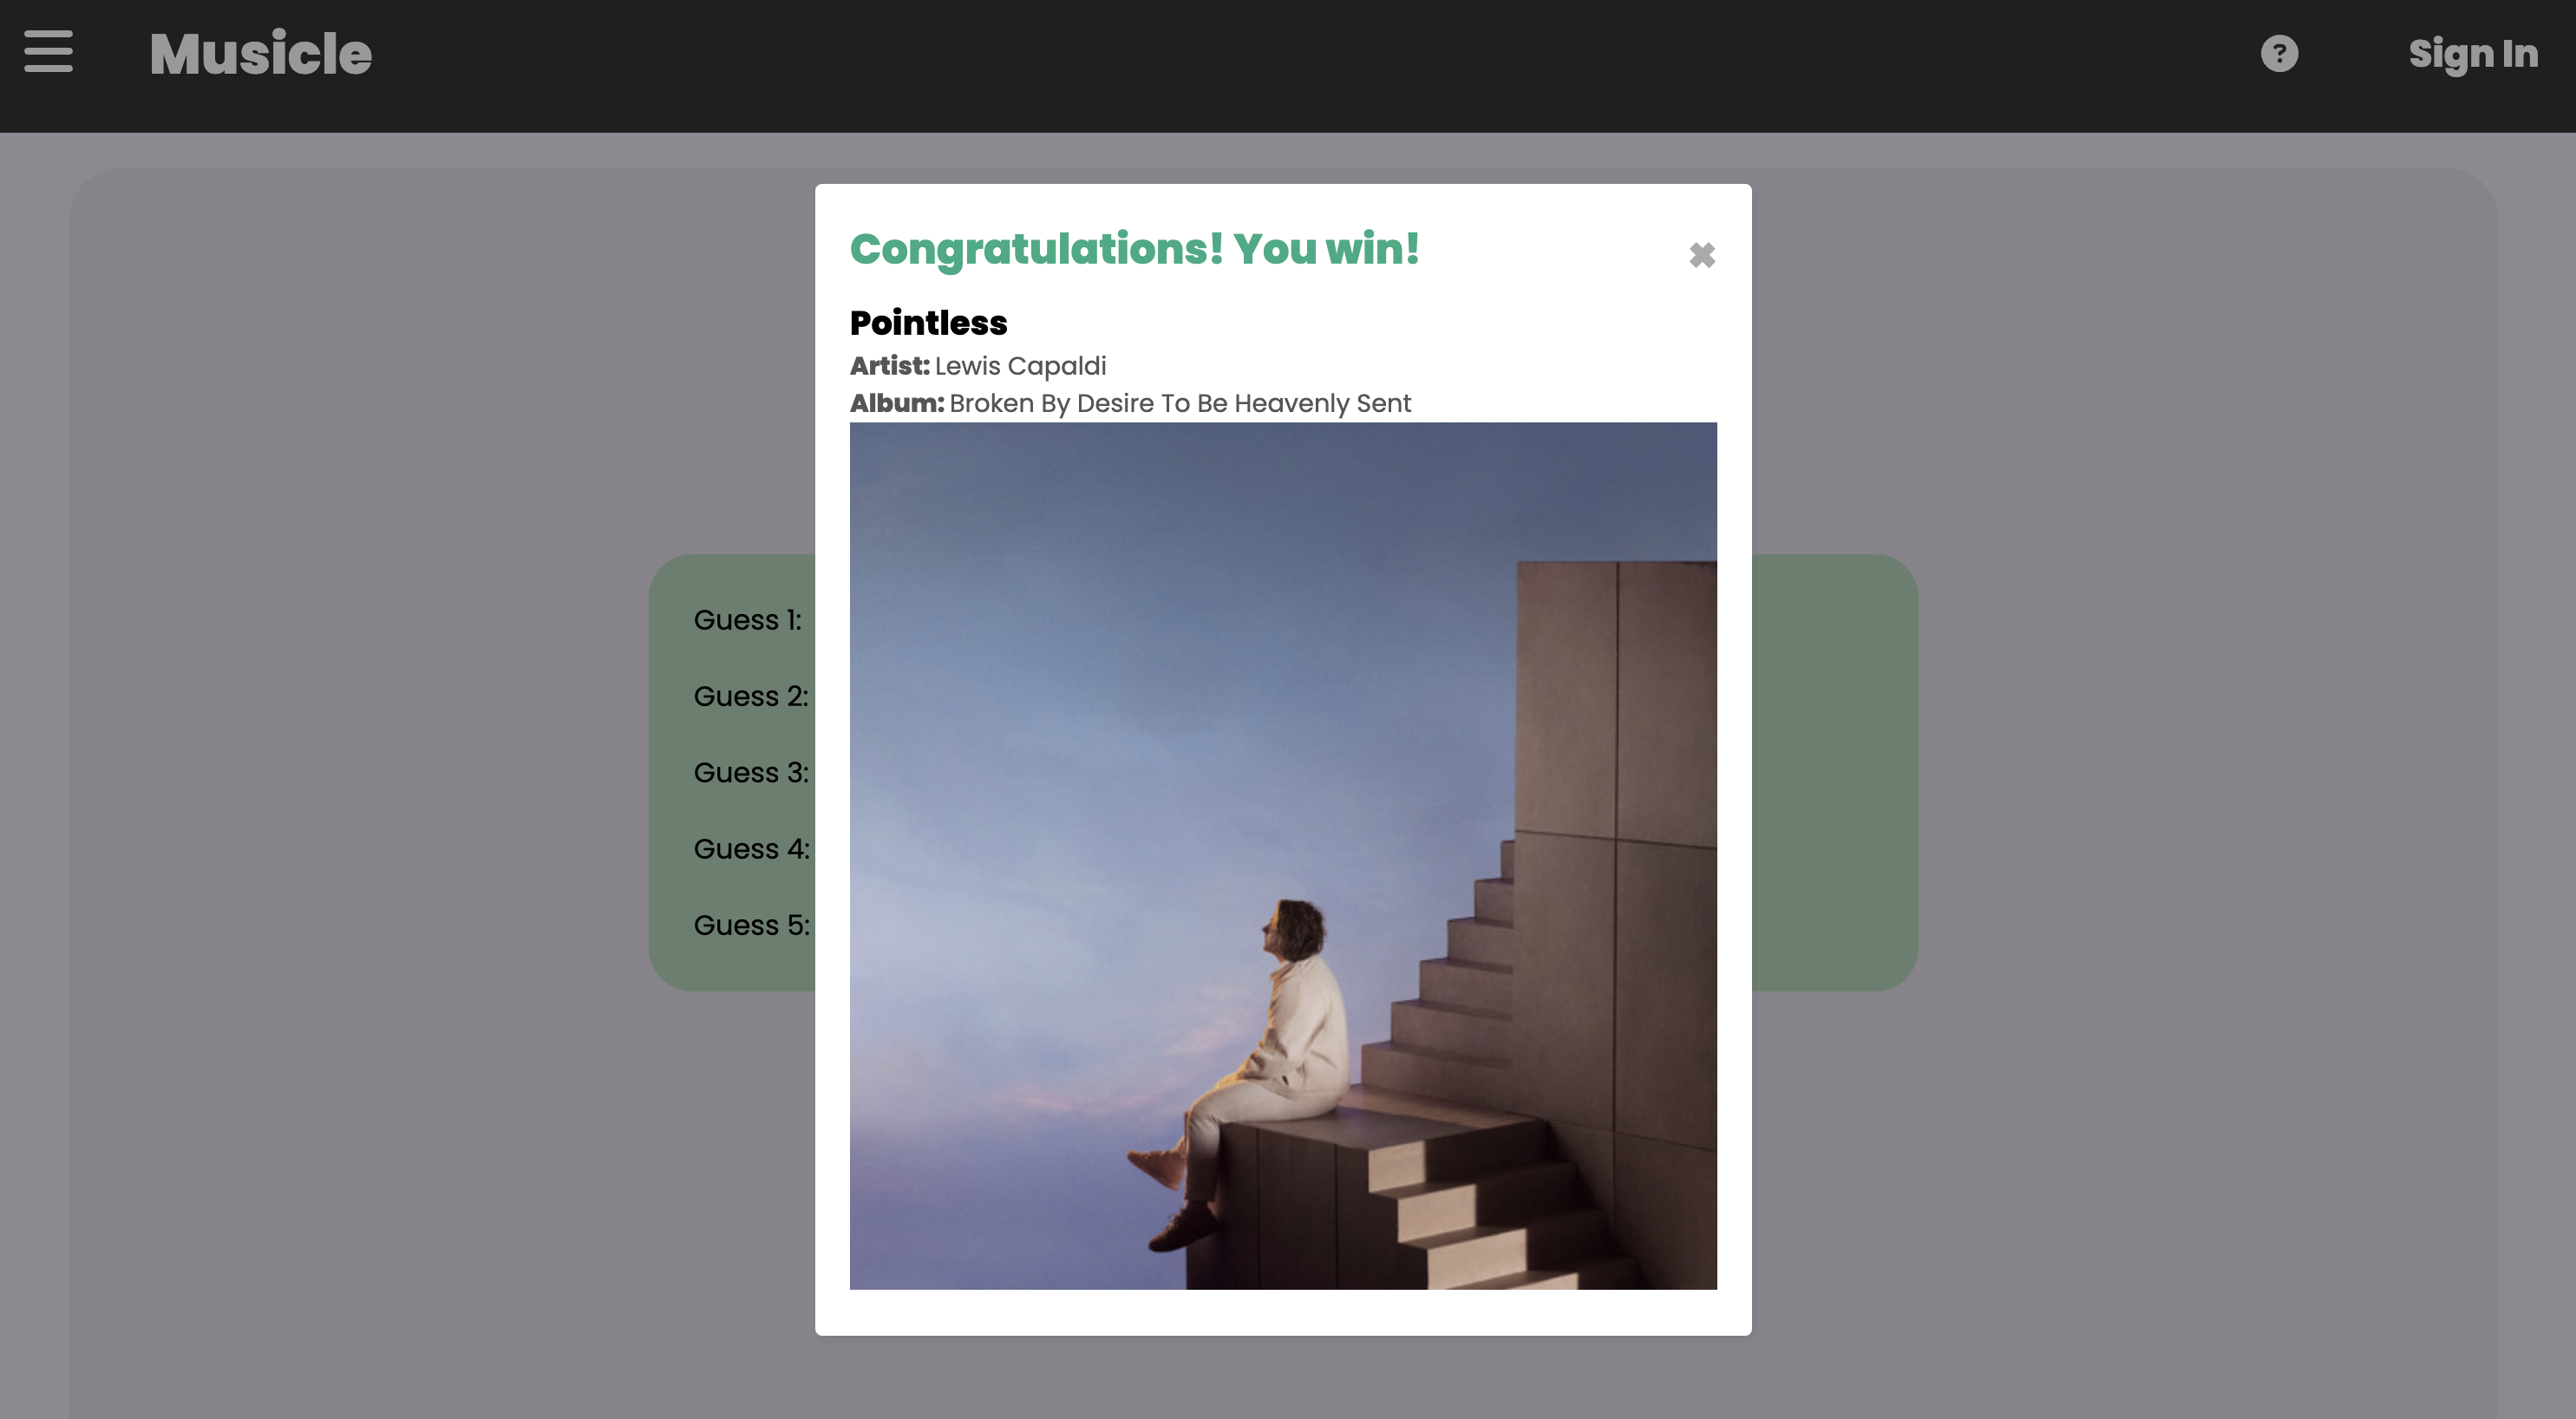 Musicle
? Sign In
Congratulations! You win!
✖
Pointless
Artist: Lewis Capaldi
Album: Broken By Desire To Be Heavenly Sent
Guess 1:
Guess 2:
Guess 3:
Guess 4:
Guess 5: